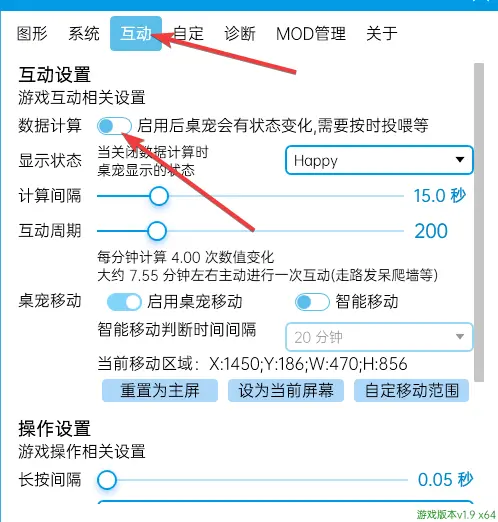 图形 系统 互动 自定 诊断 MOD管理 关于
互动设置
游戏互动相关设置
数据计算 启用后桌宠会有状态变化,需要按时投喂等
显示状态 当关闭数据计算时
桌宠显示的状态 Happy
计算间隔 15.0 秒
互动周期 200
每分钟计算 4.00 次数值变化
大约 7.55 分钟左右主动进行一次互动(走路发呆爬墙等)
桌宠移动 启用桌宠移动 智能移动
智能移动判断时间间隔 20 分钟
当前移动区域：X:1450;Y:186;W:470;H:856
重置为主屏 设为当前屏幕 自定移动范围
操作设置
游戏操作相关设置
长按间隔 0.05 秒
游戏版本v1.9 x64